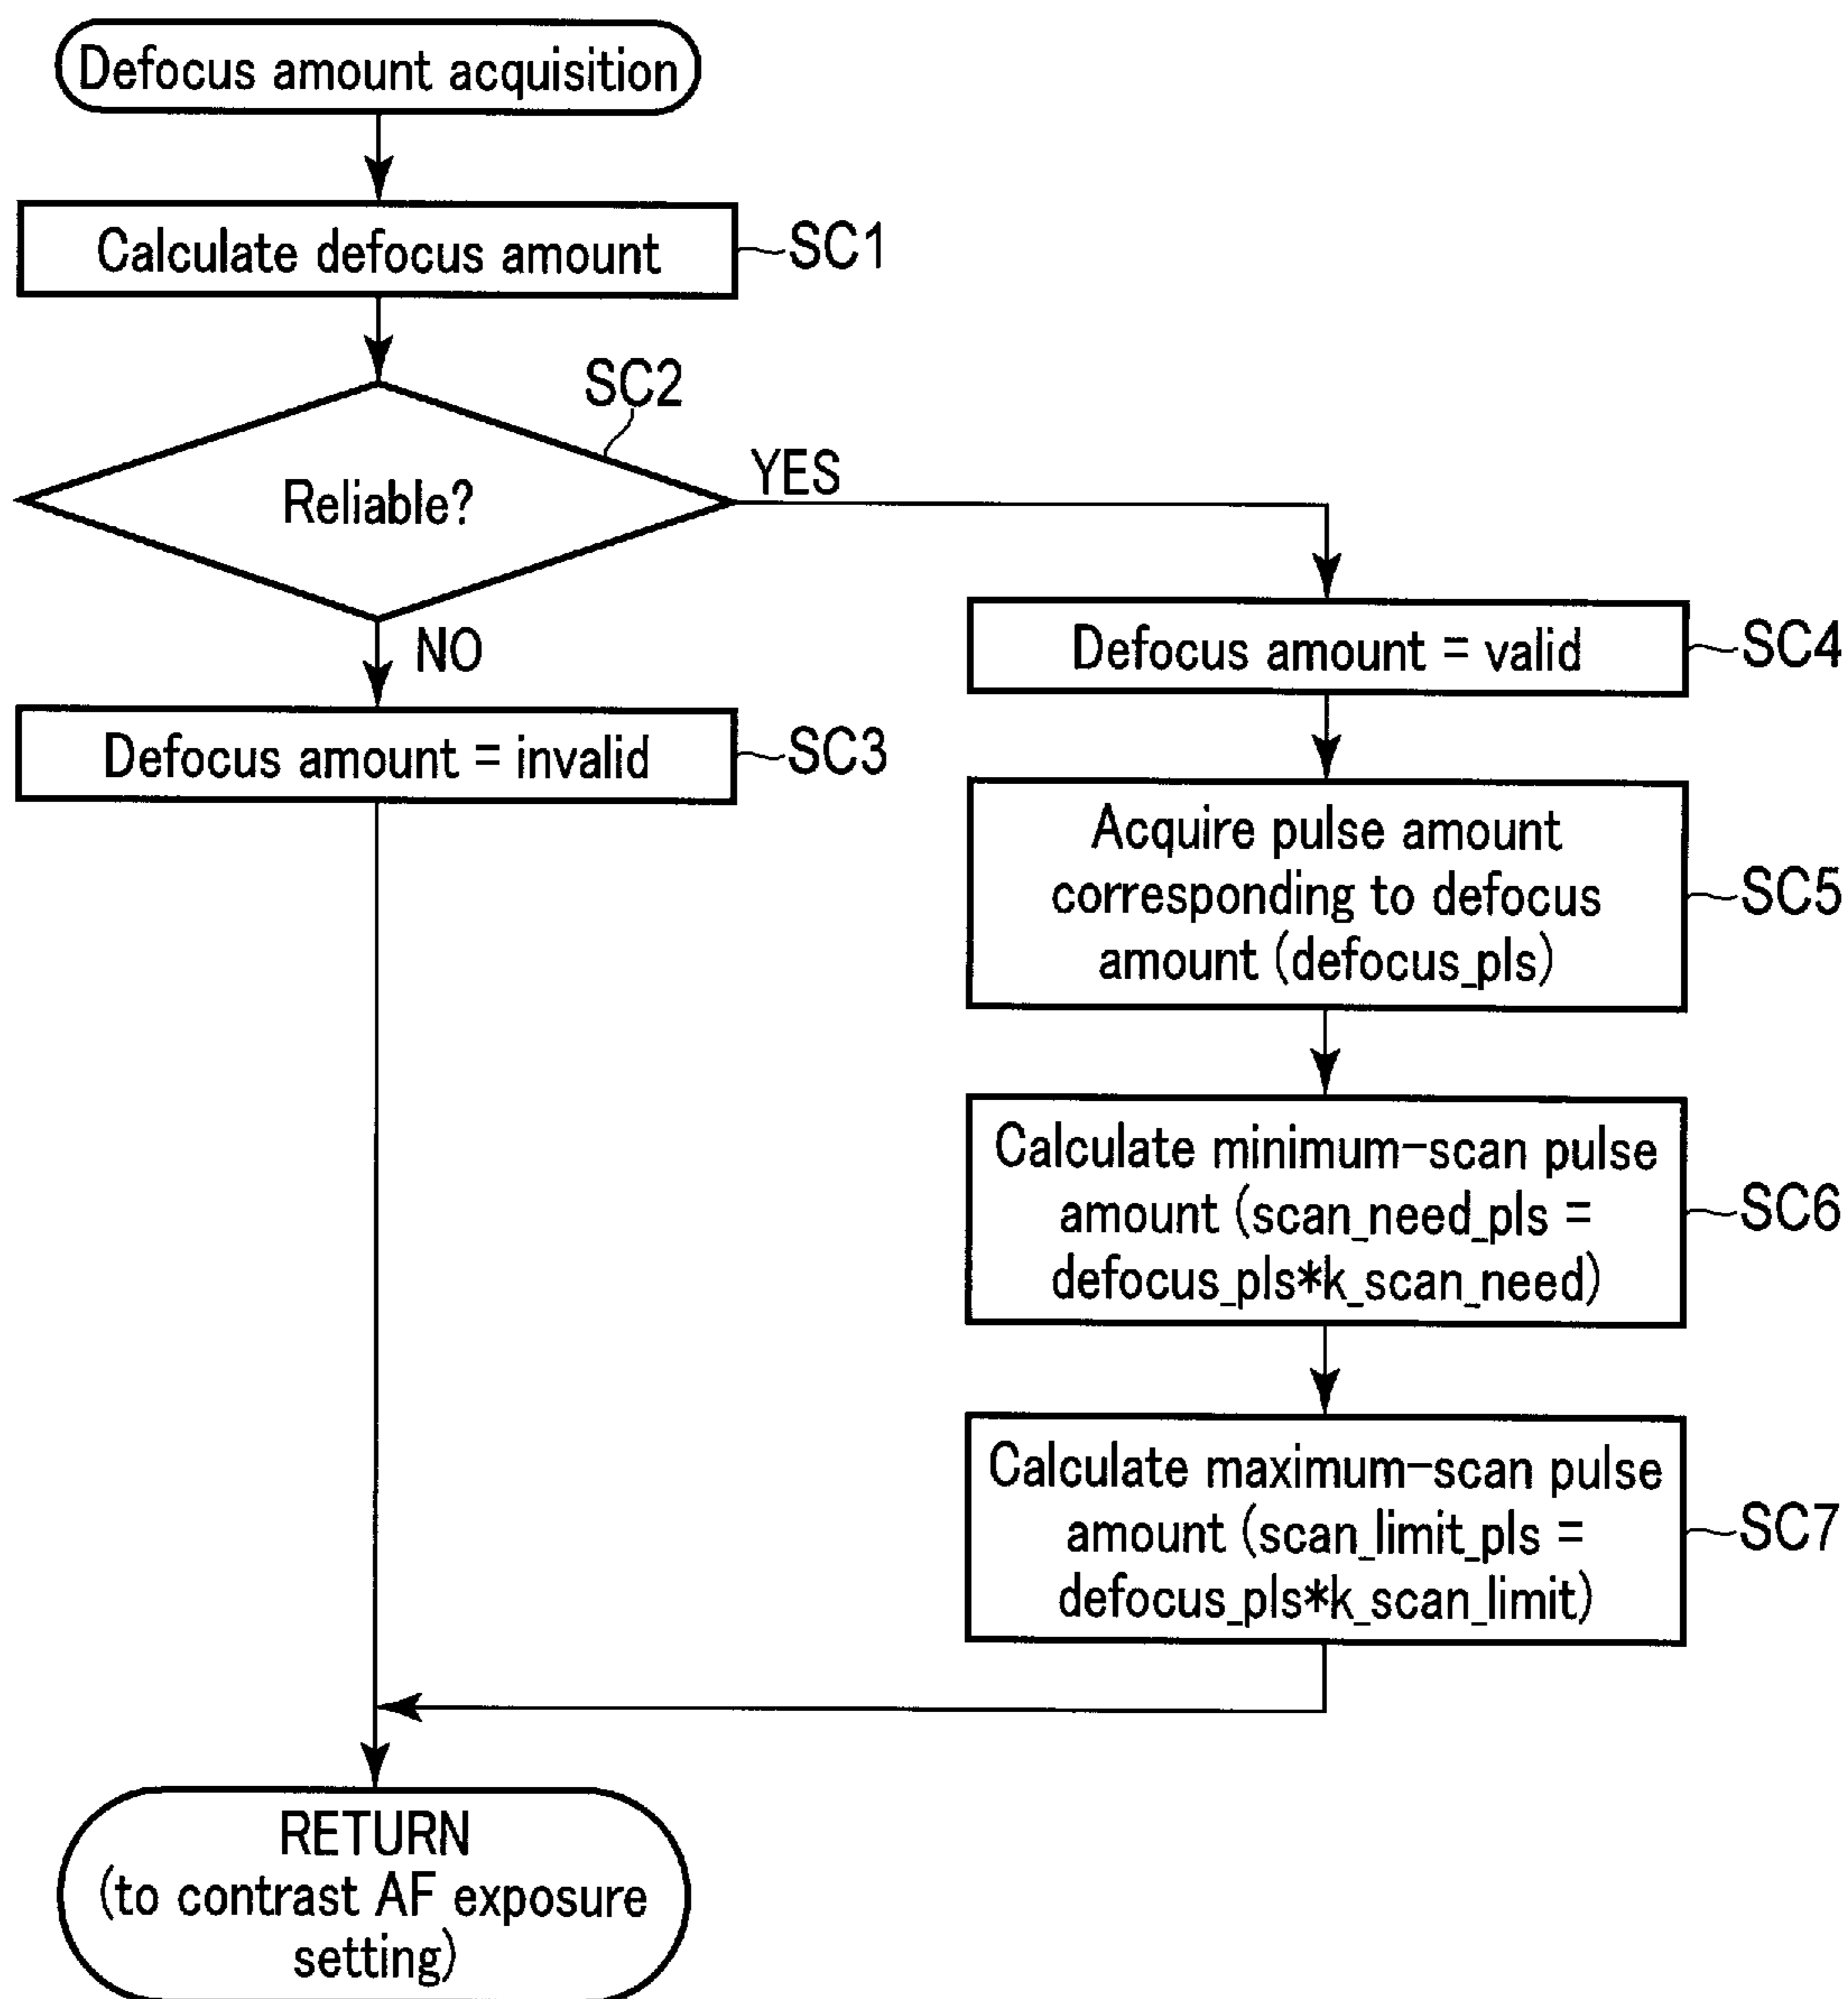 Defocus amount acquisition
Calculate defocus amount
SC1
SC2
Reliable?
YES
NO
Defocus amount = invalid
SC3
Defocus amount = valid
SC4
Acquire pulse amount
corresponding to defocus
amount (defocus_pls)
SC5
Calculate minimum-scan pulse
amount (scan_need_pls =
defocus_pls*k_scan_need)
SC6
Calculate maximum-scan pulse
amount (scan_limit_pls =
defocus_pls*k_scan_limit)
SC7
RETURN
(to contrast AF exposure
setting)